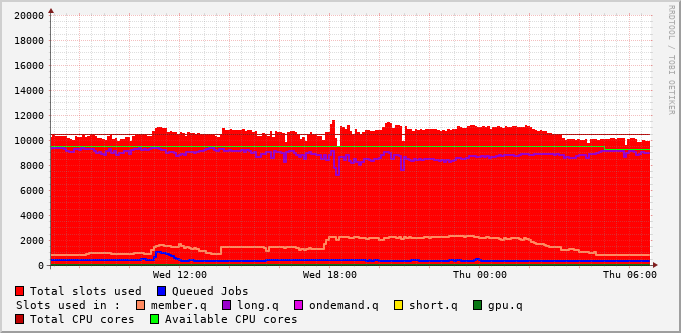 20000
18000
16000
14000
12000
10000
8000
6000
4000
2000
0
Wed 12:00 Wed 18:00 Thu 00:00 Thu 06:00
Total slots used Queued Jobs
Slots used in : member.q long.q ondemand.q short.q gpu.q
Total CPU cores Available CPU cores
RRDTOOL / TOBI OETIKER